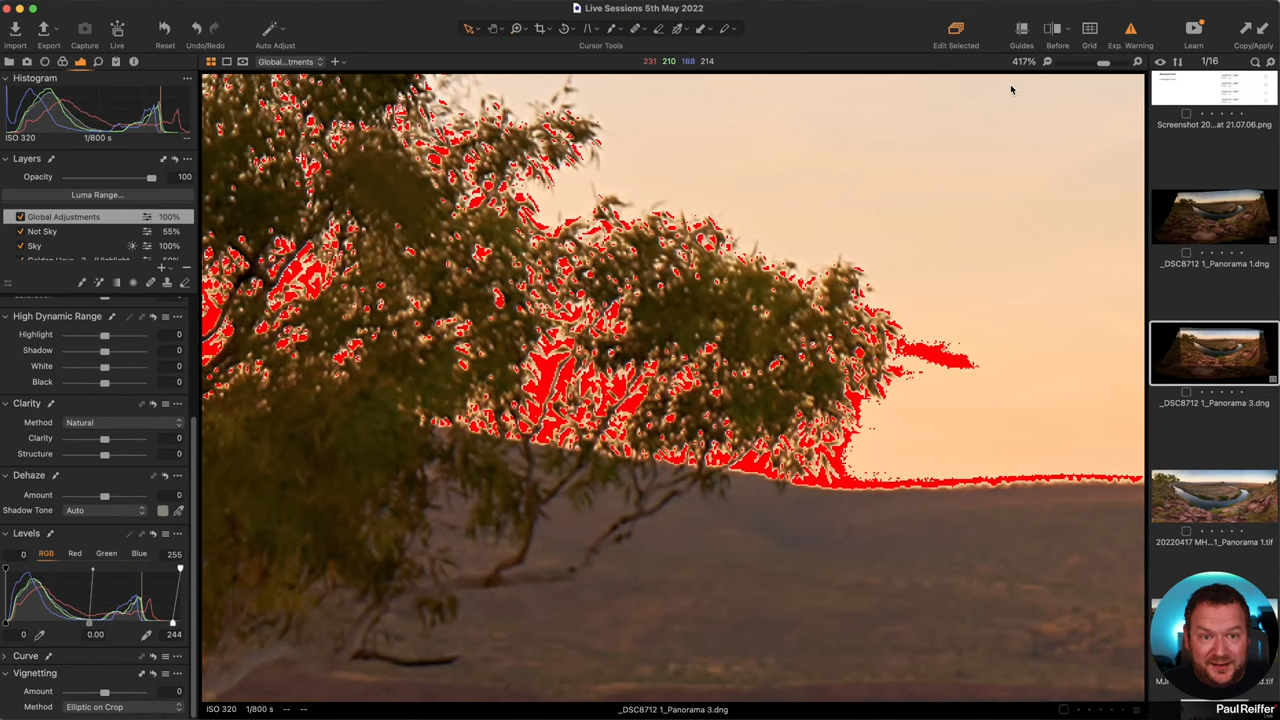 Live Sessions 5th May 2022
Import
Export
Capture
Live
Reset
Undo/Redo
Auto Adjust
Cursor Tools
Edit Selected
Guides
Before
Grid
Exp. Warning
Learn
Copy/Apply
Global...tments
231 210 188 214
417%
1/16
Histogram
ISO 320 1/800 s --
Layers
Opacity 100
Luma Range...
Global Adjustments 100%
Not Sky 55%
Sky 100%
High Dynamic Range
Highlight 0
Shadow 0
White 0
Black 0
Clarity
Method Natural
Clarity 0
Structure 0
Dehaze
Amount 0
Shadow Tone Auto
Levels
0 RGB Red Green Blue 255
0 0.00 244
Curve
Vignetting
Amount 0
Method Elliptic on Crop
ISO 320 1/800 s -- --
_DSC8712 1_Panorama 3.dng
Screenshot 20...at 21.07.06.png
_DSC8712 1_Panorama 1.dng
_DSC8712 1_Panorama 3.dng
20220417 MH...1_Panorama 1.tif
Paul Reiffer
Live